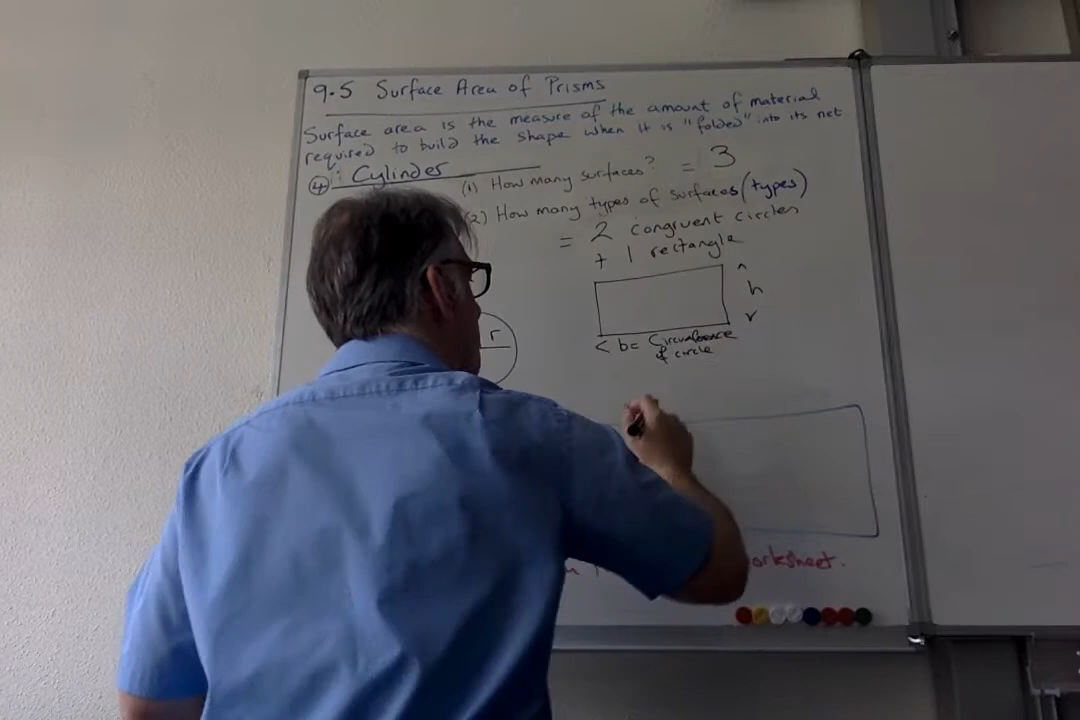 9.5 Surface Area of Prisms
Surface area is the measure of the amount of material
required to build the shape when it is "folded" into its net
④: Cylinder
(1) How many surfaces? = 3
(2) How many types of surfaces (types)
= 2 congruent circles
+ 1 rectangle
h
r
< b = Circumference
of circle
orksheet.